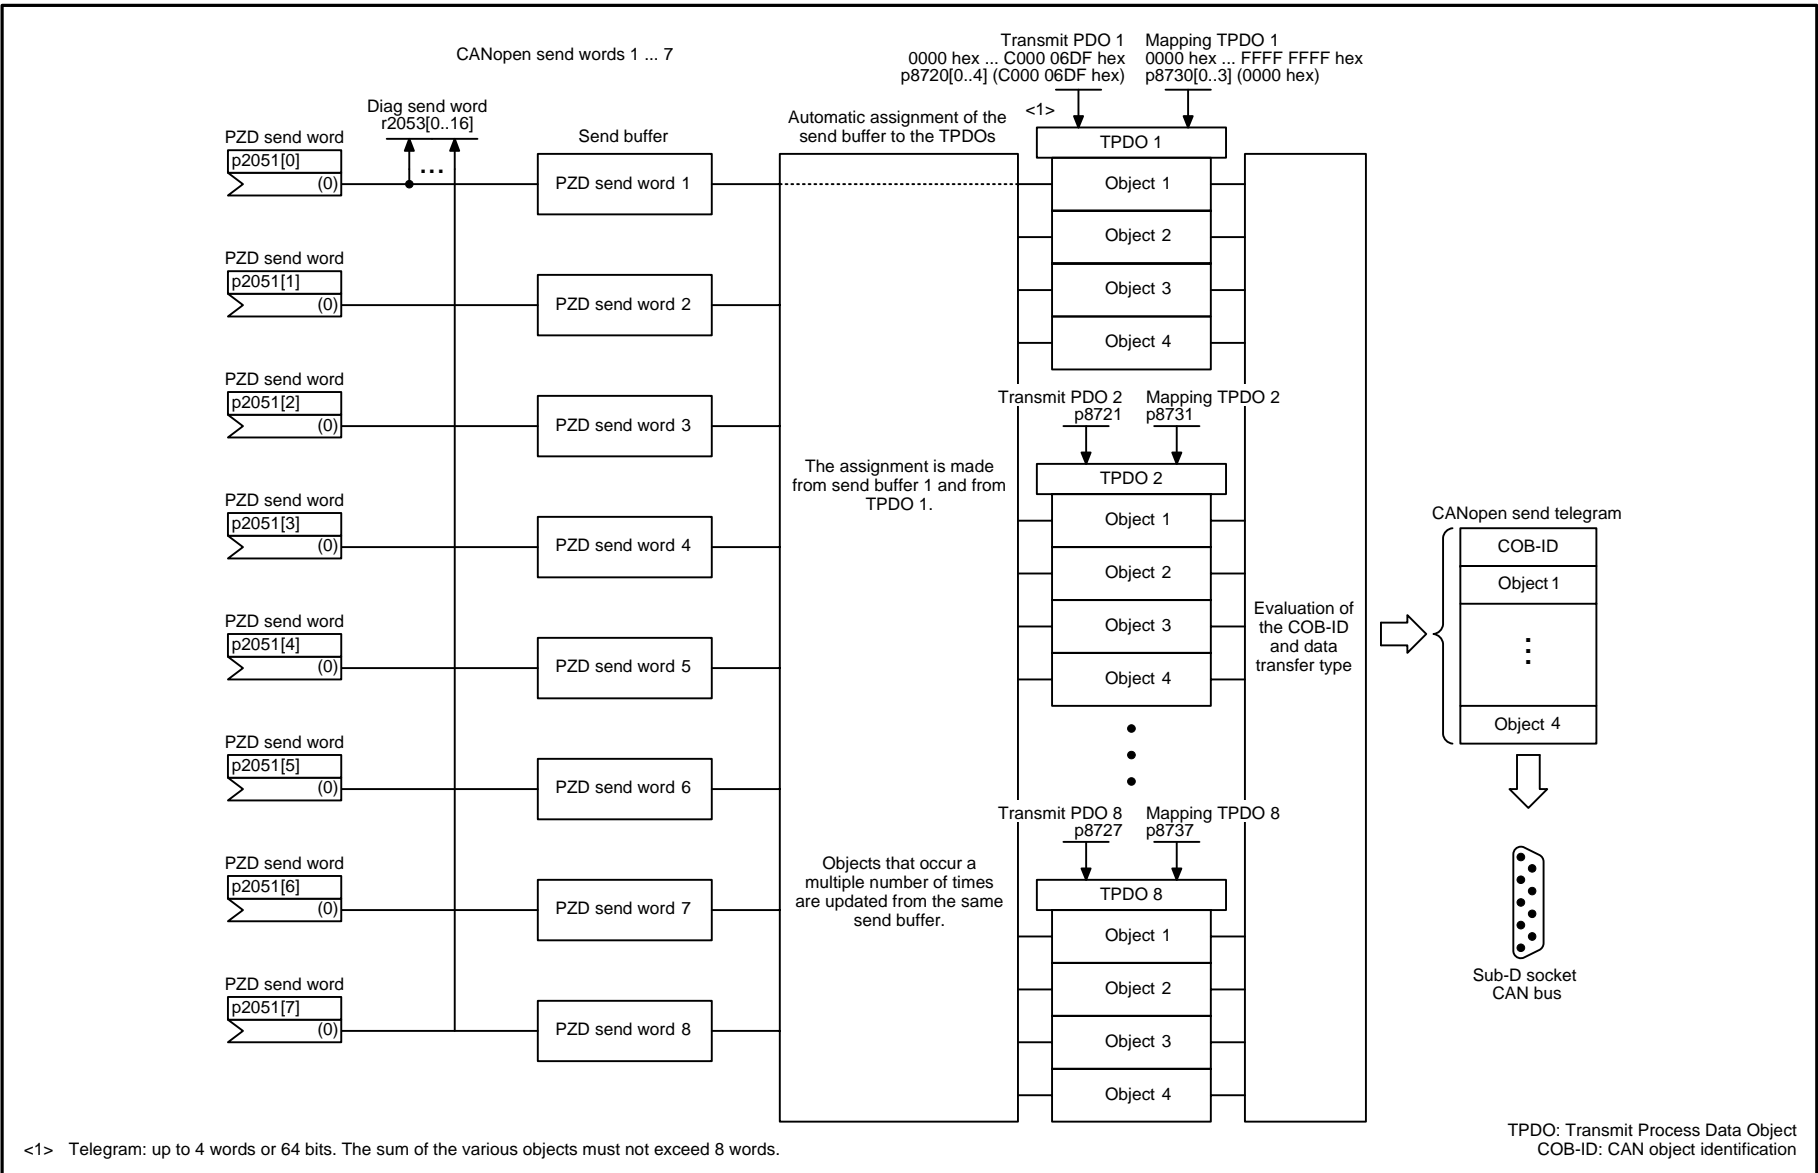 CANopen send words 1 ... 7
Transmit PDO 1
0000 hex ... C000 06DF hex
p8720[0..4] (C000 06DF hex)
Mapping TPDO 1
0000 hex ... FFFF FFFF hex
p8730[0..3] (0000 hex)
Diag send word
r2053[0..16]
...
Send buffer
Automatic assignment of the
send buffer to the TPDOs
<1>
PZD send word
p2051[0]
(0)
PZD send word 1
PZD send word
p2051[1]
(0)
PZD send word 2
PZD send word
p2051[2]
(0)
PZD send word 3
PZD send word
p2051[3]
(0)
PZD send word 4
PZD send word
p2051[4]
(0)
PZD send word 5
PZD send word
p2051[5]
(0)
PZD send word 6
PZD send word
p2051[6]
(0)
PZD send word 7
PZD send word
p2051[7]
(0)
PZD send word 8
The assignment is made
from send buffer 1 and from
TPDO 1.
Objects that occur a
multiple number of times
are updated from the same
send buffer.
TPDO 1
Object 1
Object 2
Object 3
Object 4
Transmit PDO 2
p8721
Mapping TPDO 2
p8731
TPDO 2
Object 1
Object 2
Object 3
Object 4
Transmit PDO 8
p8727
Mapping TPDO 8
p8737
TPDO 8
Object 1
Object 2
Object 3
Object 4
Evaluation of
the COB-ID
and data
transfer type
CANopen send telegram
COB-ID
Object 1
Object 4
Sub-D socket
CAN bus
<1> Telegram: up to 4 words or 64 bits. The sum of the various objects must not exceed 8 words.
TPDO: Transmit Process Data Object
COB-ID: CAN object identification